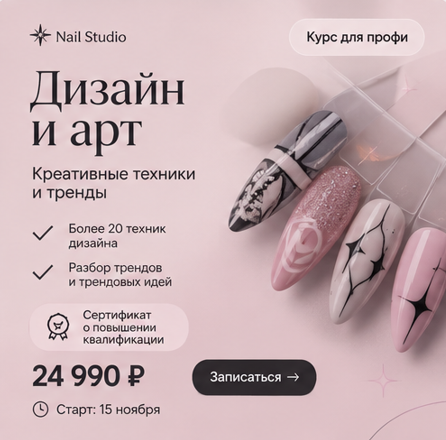 Nail Studio
Курс для профи
Дизайн
и арт
Креативные техники
и тренды
Более 20 техник
дизайна
Разбор трендов
и трендовых идей
Сертификат
о повышении
квалификации
24 990 ₽
Записаться →
Старт: 15 ноября